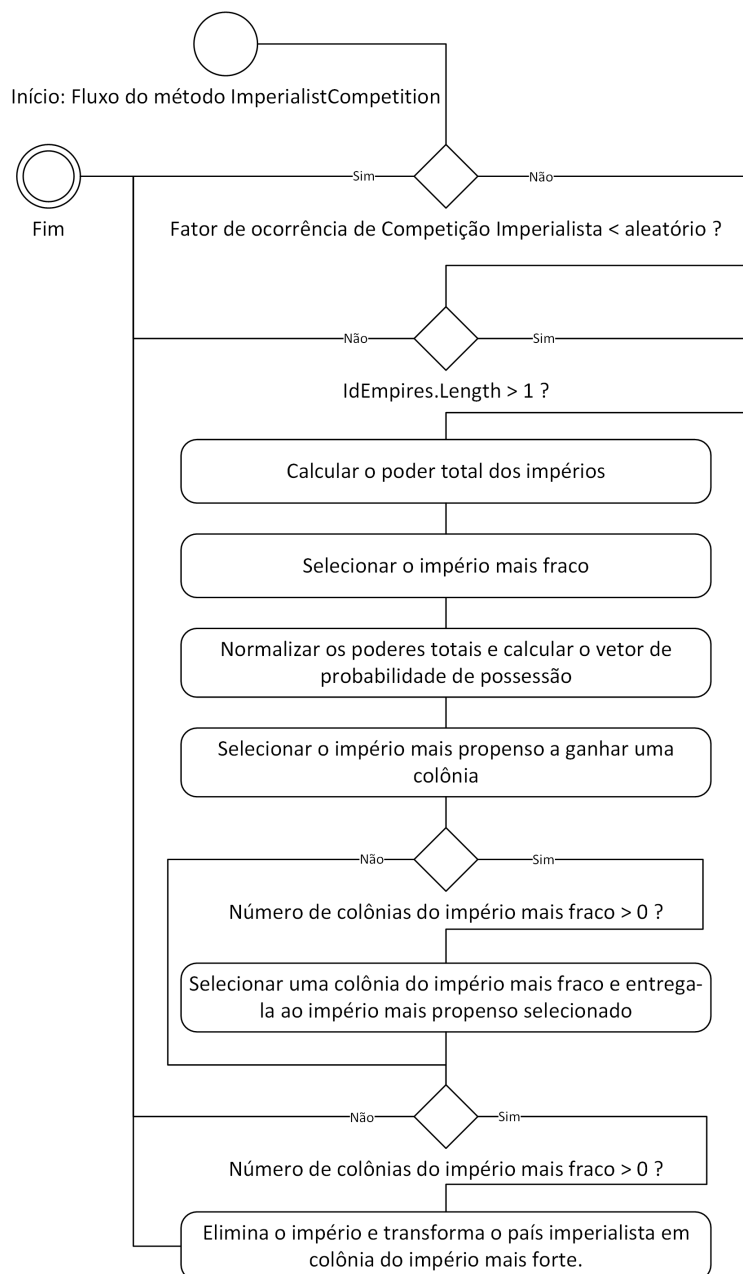 Início: Fluxo do método ImperialistCompetition
Sim
Não
Fim
Fator de ocorrência de Competição Imperialista < aleatório ?
Não
Sim
IdEmpires.Length > 1 ?
Calcular o poder total dos impérios
Selecionar o império mais fraco
Normalizar os poderes totais e calcular o vetor de
probabilidade de possessão
Selecionar o império mais propenso a ganhar uma
colônia
Não
Sim
Número de colônias do império mais fraco > 0 ?
Selecionar uma colônia do império mais fraco e entrega-
la ao império mais propenso selecionado
Não
Sim
Número de colônias do império mais fraco > 0 ?
Elimina o império e transforma o país imperialista em
colônia do império mais forte.